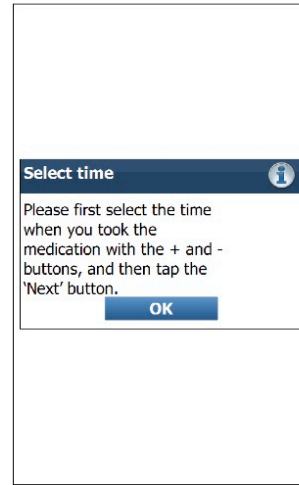 Select time
Please first select the time
when you took the
medication with the + and -
buttons, and then tap the
'Next' button.
OK